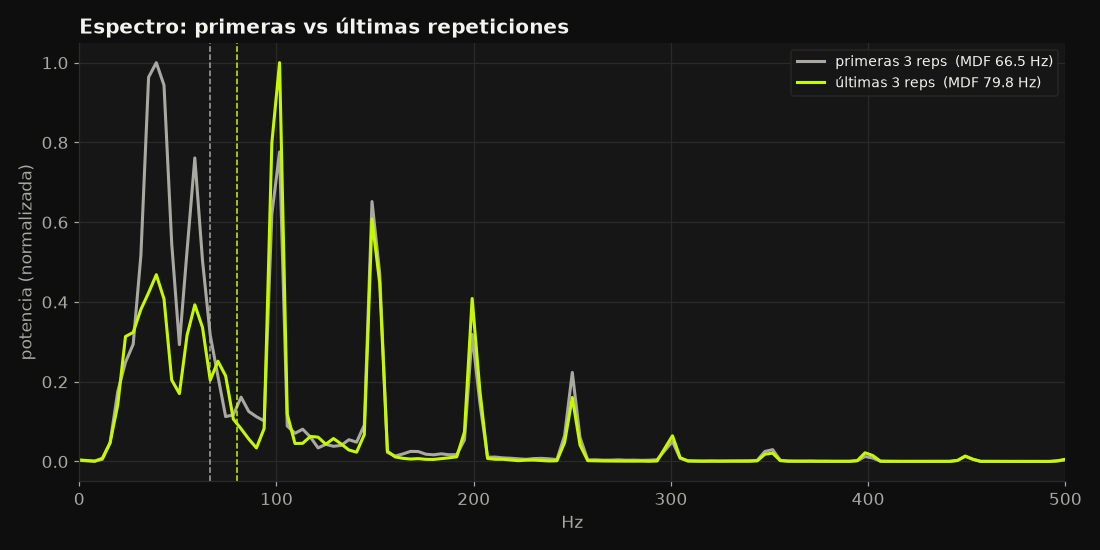 Espectro: primeras vs últimas repeticiones
primeras 3 reps (MDF 66.5 Hz)
últimas 3 reps (MDF 79.8 Hz)
potencia (normalizada)
1.0
0.8
0.6
0.4
0.2
0.0
0 100 200 300 400 500
Hz